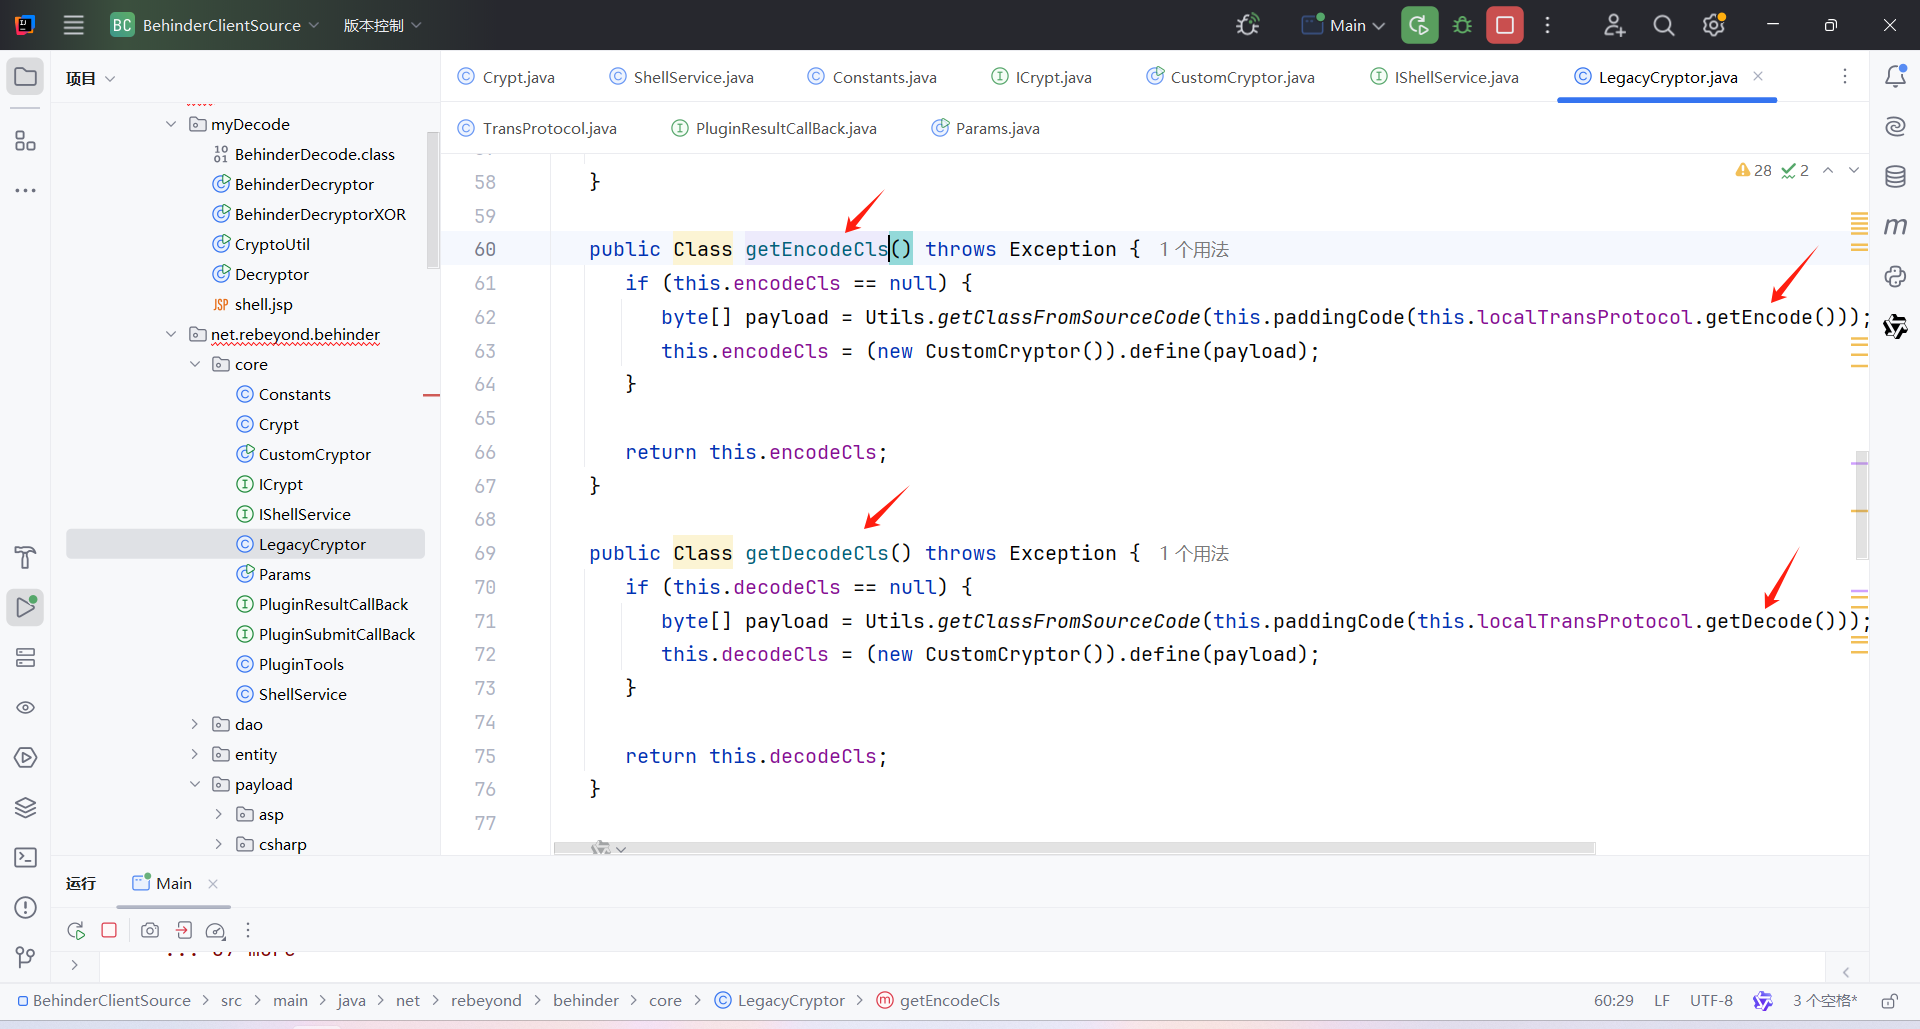 BC BehinderClientSource 版本控制 Main
项目
Crypt.java ShellService.java Constants.java ICrypt.java CustomCryptor.java IShellService.java LegacyCryptor.java
TransProtocol.java PluginResultCallBack.java Params.java
myDecode
BehinderDecode.class
BehinderDecryptor
BehinderDecryptorXOR
CryptoUtil
Decryptor
JSP shell.jsp
net.rebeyond.behinder
core
Constants
Crypt
CustomCryptor
ICrypt
IShellService
LegacyCryptor
Params
PluginResultCallBack
PluginSubmitCallBack
PluginTools
ShellService
dao
entity
payload
asp
csharp
28 2
58 }
59
60 public Class getEncodeCls() throws Exception { 1 个用法
61 if (this.encodeCls == null) {
62 byte[] payload = Utils.getClassFromSourceCode(this.paddingCode(this.localTransProtocol.getEncode()));
63 this.encodeCls = (new CustomCryptor()).define(payload);
64 }
65
66 return this.encodeCls;
67 }
68
69 public Class getDecodeCls() throws Exception { 1 个用法
70 if (this.decodeCls == null) {
71 byte[] payload = Utils.getClassFromSourceCode(this.paddingCode(this.localTransProtocol.getDecode()));
72 this.decodeCls = (new CustomCryptor()).define(payload);
73 }
74
75 return this.decodeCls;
76 }
77
运行 Main
BehinderClientSource > src > main > java > net > rebeyond > behinder > core > LegacyCryptor > getEncodeCls 60:29 LF UTF-8 3 个空格*